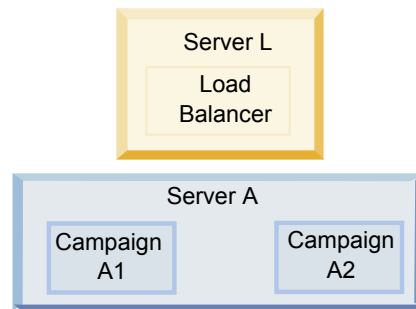 Server L
Load
Balancer
Server A
Campaign
A1
Campaign
A2